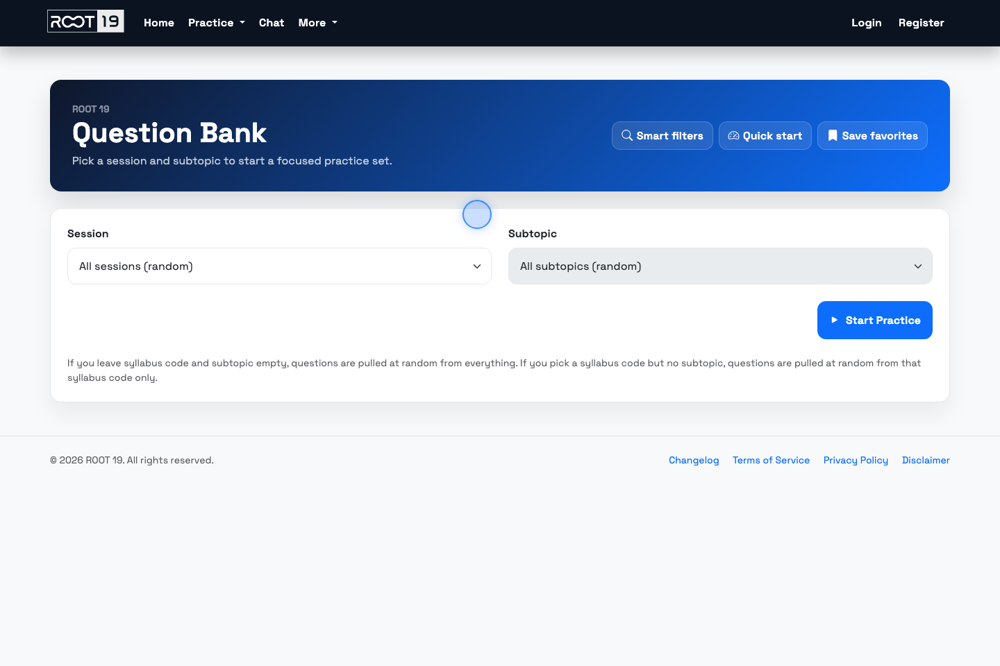 ROOT 19
Home
Practice
Chat
More
Login
Register
ROOT 19
Question Bank
Pick a session and subtopic to start a focused practice set.
Smart filters
Quick start
Save favorites
Session
Subtopic
All sessions (random)
All subtopics (random)
Start Practice
If you leave syllabus code and subtopic empty, questions are pulled at random from everything. If you pick a syllabus code but no subtopic, questions are pulled at random from that
syllabus code only.
© 2026 ROOT 19. All rights reserved.
Changelog
Terms of Service
Privacy Policy
Disclaimer